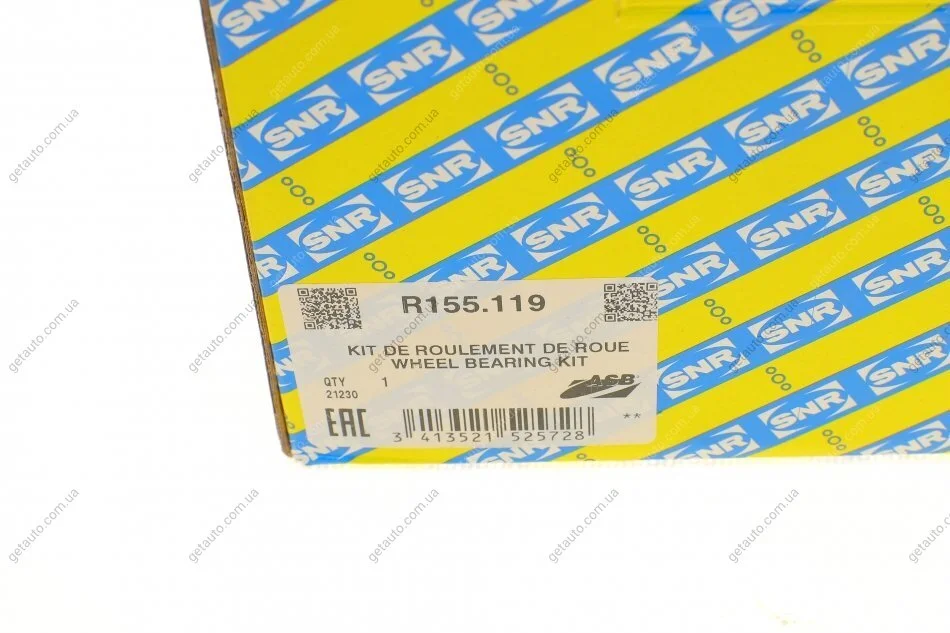 SNR
R155.119
KIT DE ROULEMENT DE ROUE
WHEEL BEARING KIT
QTY 1
21230
ASB
EAC
**
3 413521 525728
getauto.com.ua